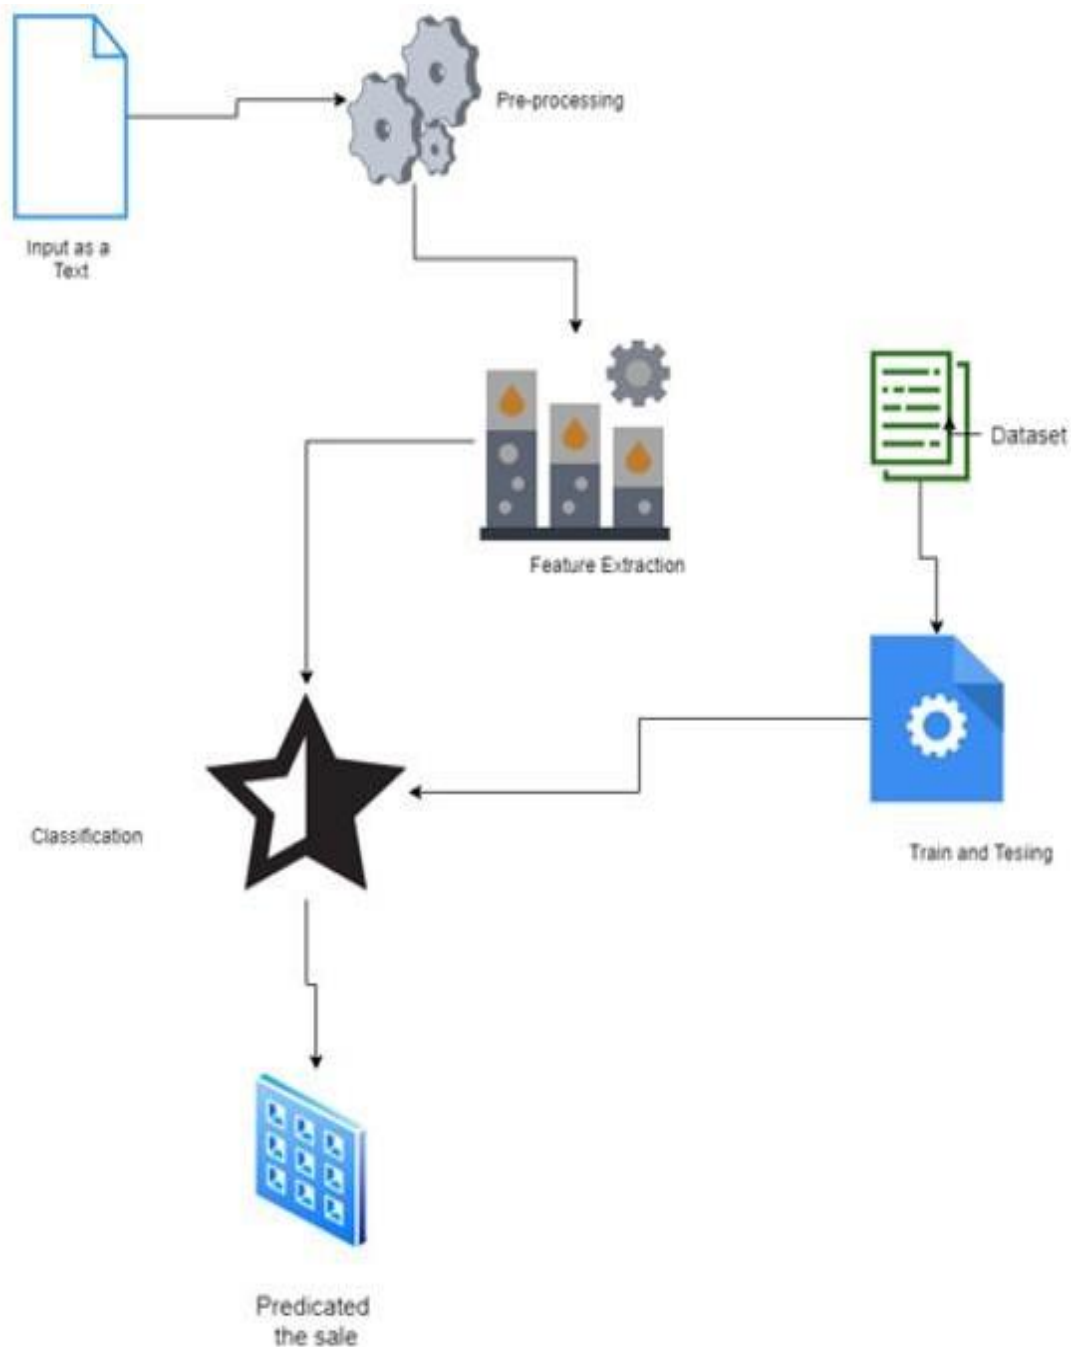 Pre-processing
Input as a
Text
Dataset
Feature Extraction
Classification
Train and Tesiing
Predicated
the sale